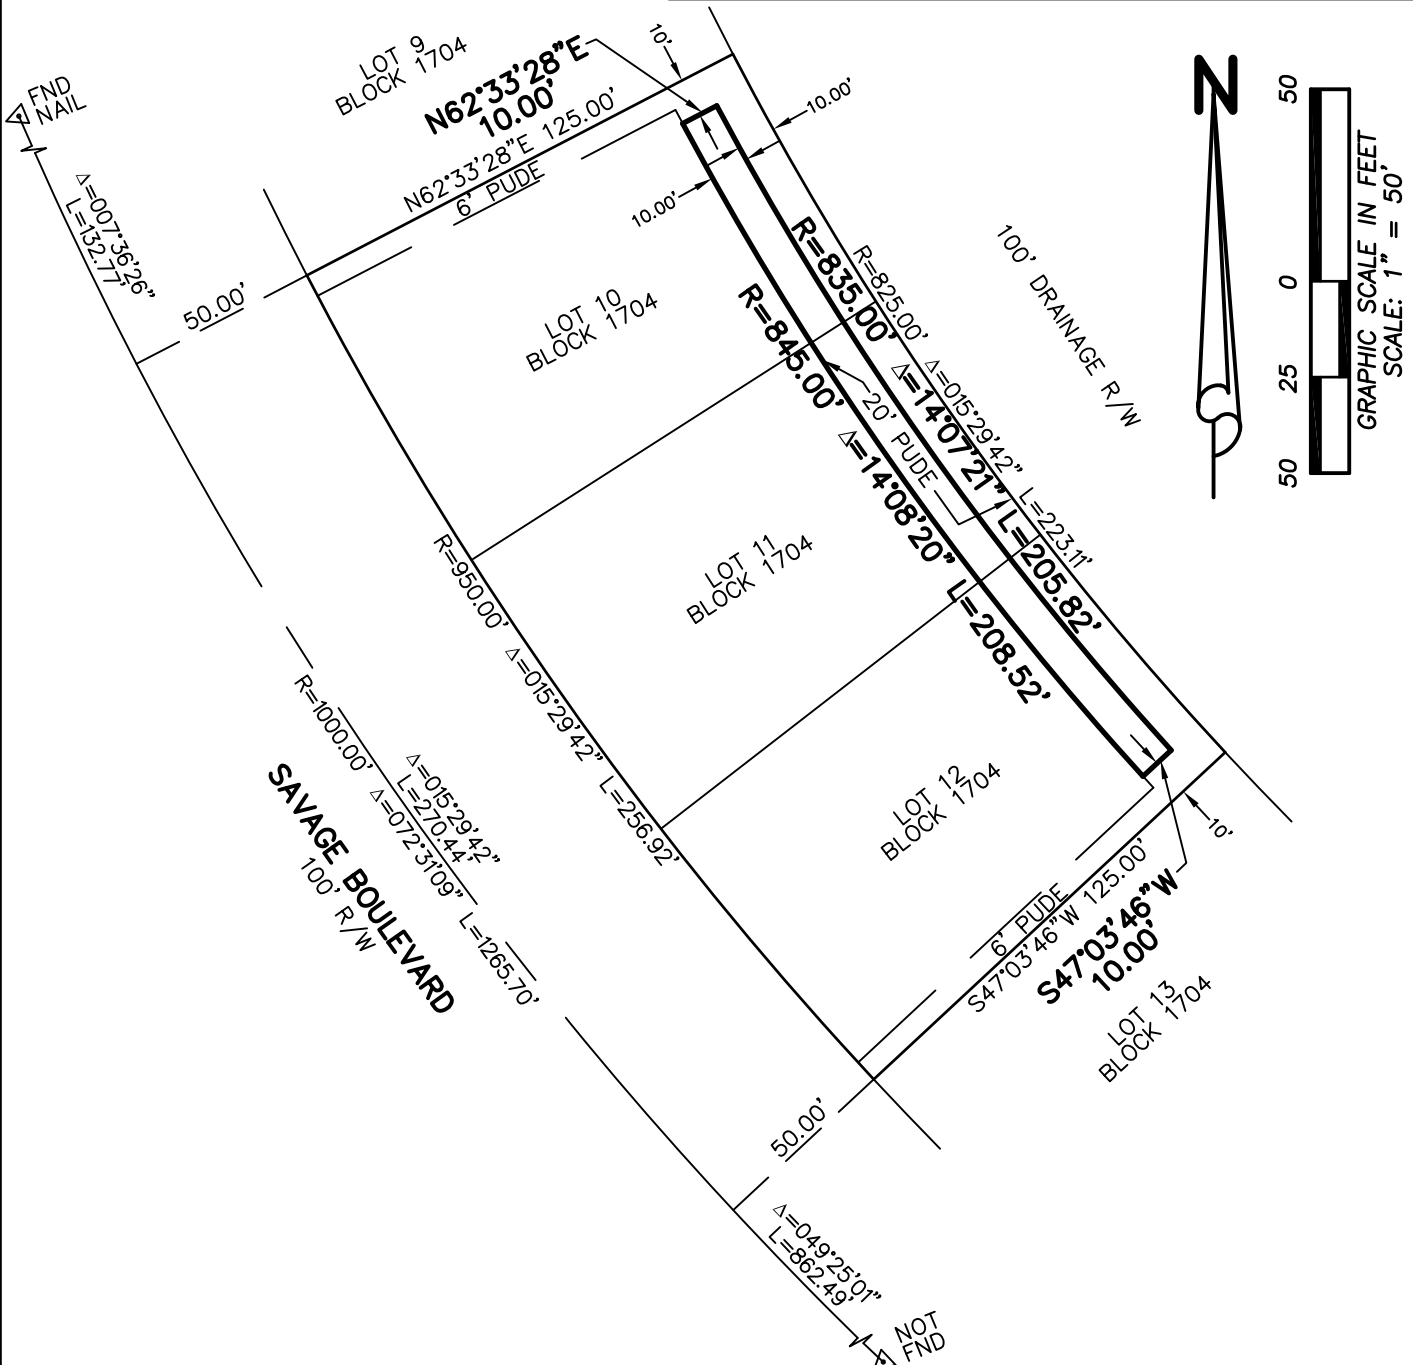 FND
NAIL
LOT 9
BLOCK 1704
N62°33'28"E
10.00'
10'
10.00'
N62°33'28"E 125.00'
6' PUDE
10.00'
Δ=007°36'26"
L=132.77'
50.00'
LOT 10
BLOCK 1704
R=835.00' Δ=14°07'21" L=205.82'
R=825.00' Δ=015°29'42" L=223.11'
R=845.00' Δ=14°08'20" L=208.52'
20' PUDE
100' DRAINAGE R/W
N
50
0
25
50
GRAPHIC SCALE IN FEET
SCALE: 1" = 50'
LOT 11
BLOCK 1704
R=950.00' Δ=015°29'42" L=256.92'
Δ=015°29'42"
L=270.44'
R=1000.00' Δ=072°31'09" L=1265.70'
SAVAGE BOULEVARD
100' R/W
LOT 12
BLOCK 1704
10'
6' PUDE
S47°03'46"W 125.00'
S47°03'46"W
10.00'
LOT 13
BLOCK 1704
50.00'
Δ=049°25'01"
L=862.49'
NOT
FND